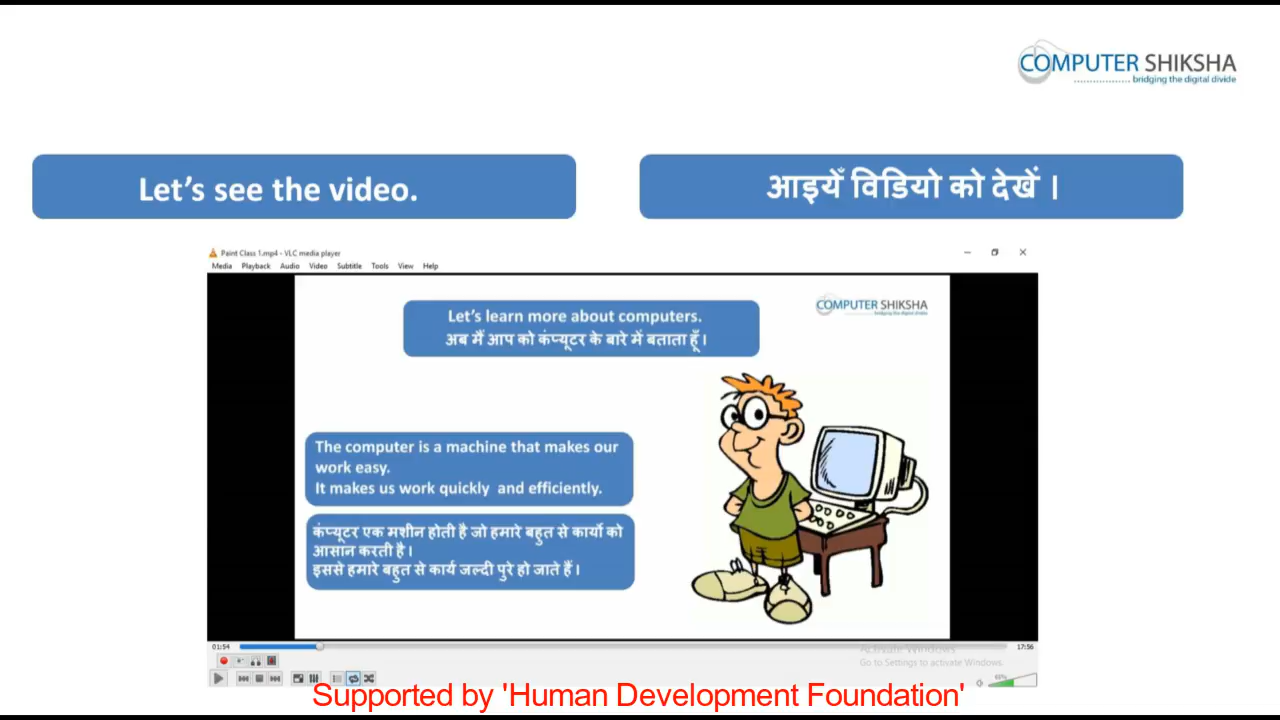 COMPUTER SHIKSHA
bridging the digital divide
Let's see the video.
आइयेँ विडियो को देखें ।
Paint Class 1.mp4 - VLC media player
Media Playback Audio Video Subtitle Tools View Help
COMPUTER SHIKSHA
bridging the digital divide
Let's learn more about computers.
अब मैं आप को कंप्यूटर के बारे में बताता हूँ ।
The computer is a machine that makes our
work easy.
It makes us work quickly and efficiently.
कंप्यूटर एक मशीन होती है जो हमारे बहुत से कार्यो को
आसान करती है ।
इससे हमारे बहुत से कार्य जल्दी पुरे हो जाते हैं ।
01:54
17:56
Activate Windows
Go to Settings to activate Windows.
Supported by 'Human Development Foundation'